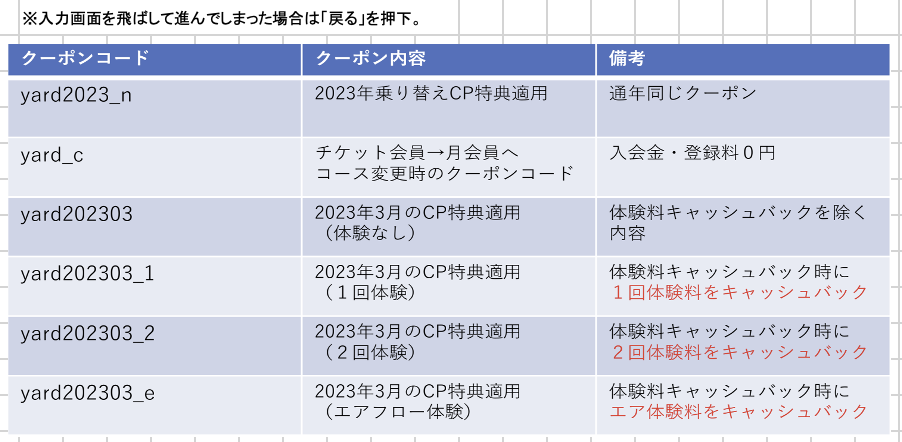 ※入力画面を飛ばして進んでしまった場合は「戻る」を押下。
クーポンコード クーポン内容 備考
yard2023_n 2023年乗り替えCP特典適用 通年同じクーポン
yard_c チケット会員→月会員へ 入会金・登録料０円
コース変更時のクーポンコード
yard202303 2023年3月のCP特典適用 体験料キャッシュバックを除く
（体験なし） 内容
yard202303_1 2023年3月のCP特典適用 体験料キャッシュバック時に
（１回体験） １回体験料をキャッシュバック
yard202303_2 2023年3月のCP特典適用 体験料キャッシュバック時に
（２回体験） ２回体験料をキャッシュバック
yard202303_e 2023年3月のCP特典適用 体験料キャッシュバック時に
（エアフロー体験） エア体験料をキャッシュバック